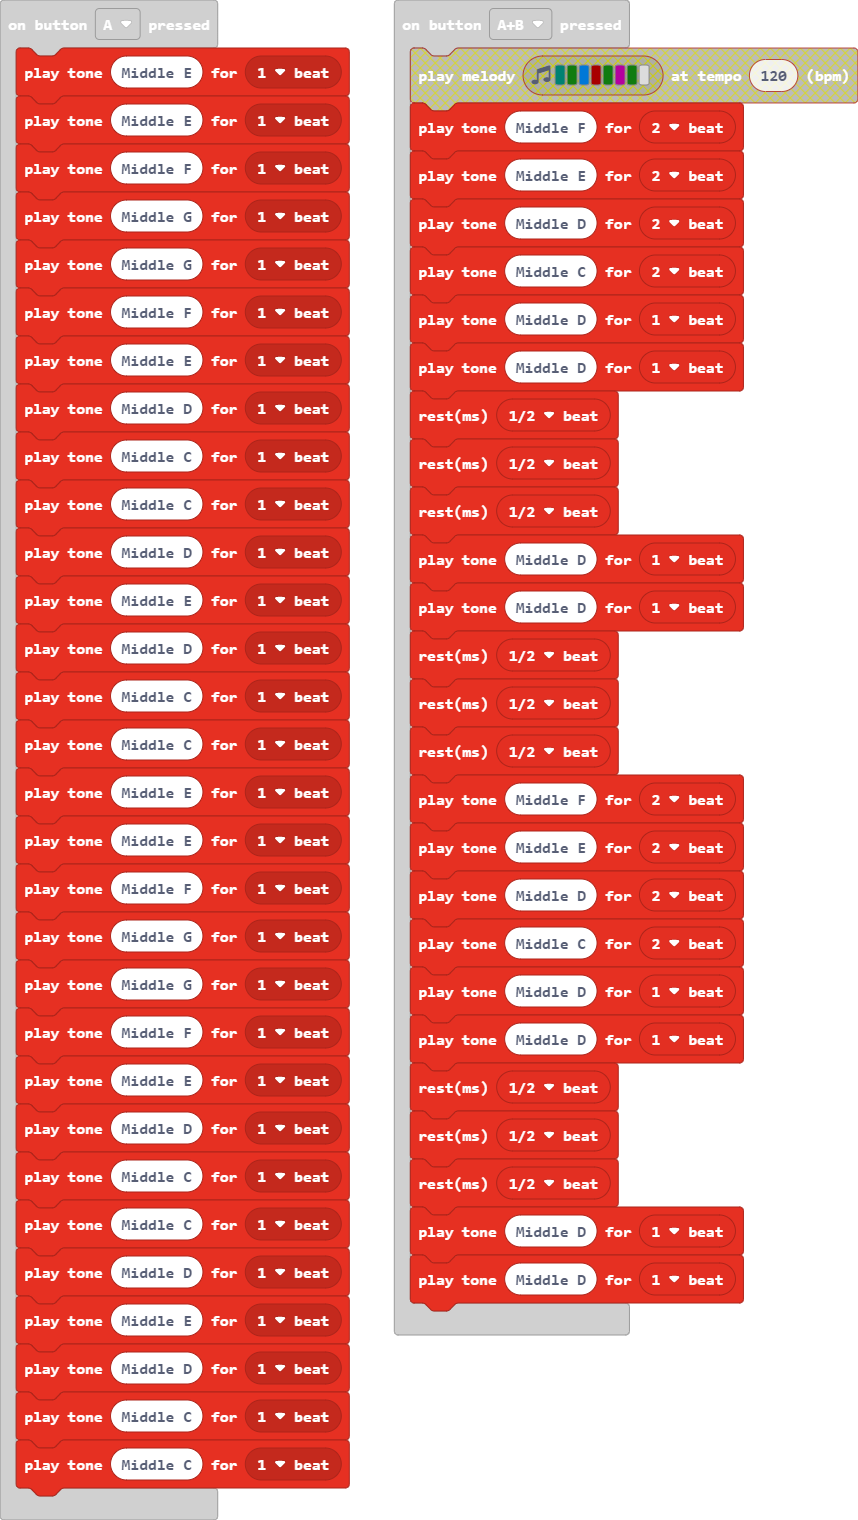 on button A pressed
play tone Middle E for 1 beat
play tone Middle E for 1 beat
play tone Middle F for 1 beat
play tone Middle G for 1 beat
play tone Middle G for 1 beat
play tone Middle F for 1 beat
play tone Middle E for 1 beat
play tone Middle D for 1 beat
play tone Middle C for 1 beat
play tone Middle C for 1 beat
play tone Middle D for 1 beat
play tone Middle E for 1 beat
play tone Middle D for 1 beat
play tone Middle C for 1 beat
play tone Middle C for 1 beat
play tone Middle E for 1 beat
play tone Middle E for 1 beat
play tone Middle F for 1 beat
play tone Middle G for 1 beat
play tone Middle G for 1 beat
play tone Middle F for 1 beat
play tone Middle E for 1 beat
play tone Middle D for 1 beat
play tone Middle C for 1 beat
play tone Middle C for 1 beat
play tone Middle D for 1 beat
play tone Middle E for 1 beat
play tone Middle D for 1 beat
play tone Middle C for 1 beat
play tone Middle C for 1 beat
on button A+B pressed
play melody at tempo 120 (bpm)
play tone Middle F for 2 beat
play tone Middle E for 2 beat
play tone Middle D for 2 beat
play tone Middle C for 2 beat
play tone Middle D for 1 beat
play tone Middle D for 1 beat
rest(ms) 1/2 beat
rest(ms) 1/2 beat
rest(ms) 1/2 beat
play tone Middle D for 1 beat
play tone Middle D for 1 beat
rest(ms) 1/2 beat
rest(ms) 1/2 beat
rest(ms) 1/2 beat
play tone Middle F for 2 beat
play tone Middle E for 2 beat
play tone Middle D for 2 beat
play tone Middle C for 2 beat
play tone Middle D for 1 beat
play tone Middle D for 1 beat
rest(ms) 1/2 beat
rest(ms) 1/2 beat
rest(ms) 1/2 beat
play tone Middle D for 1 beat
play tone Middle D for 1 beat